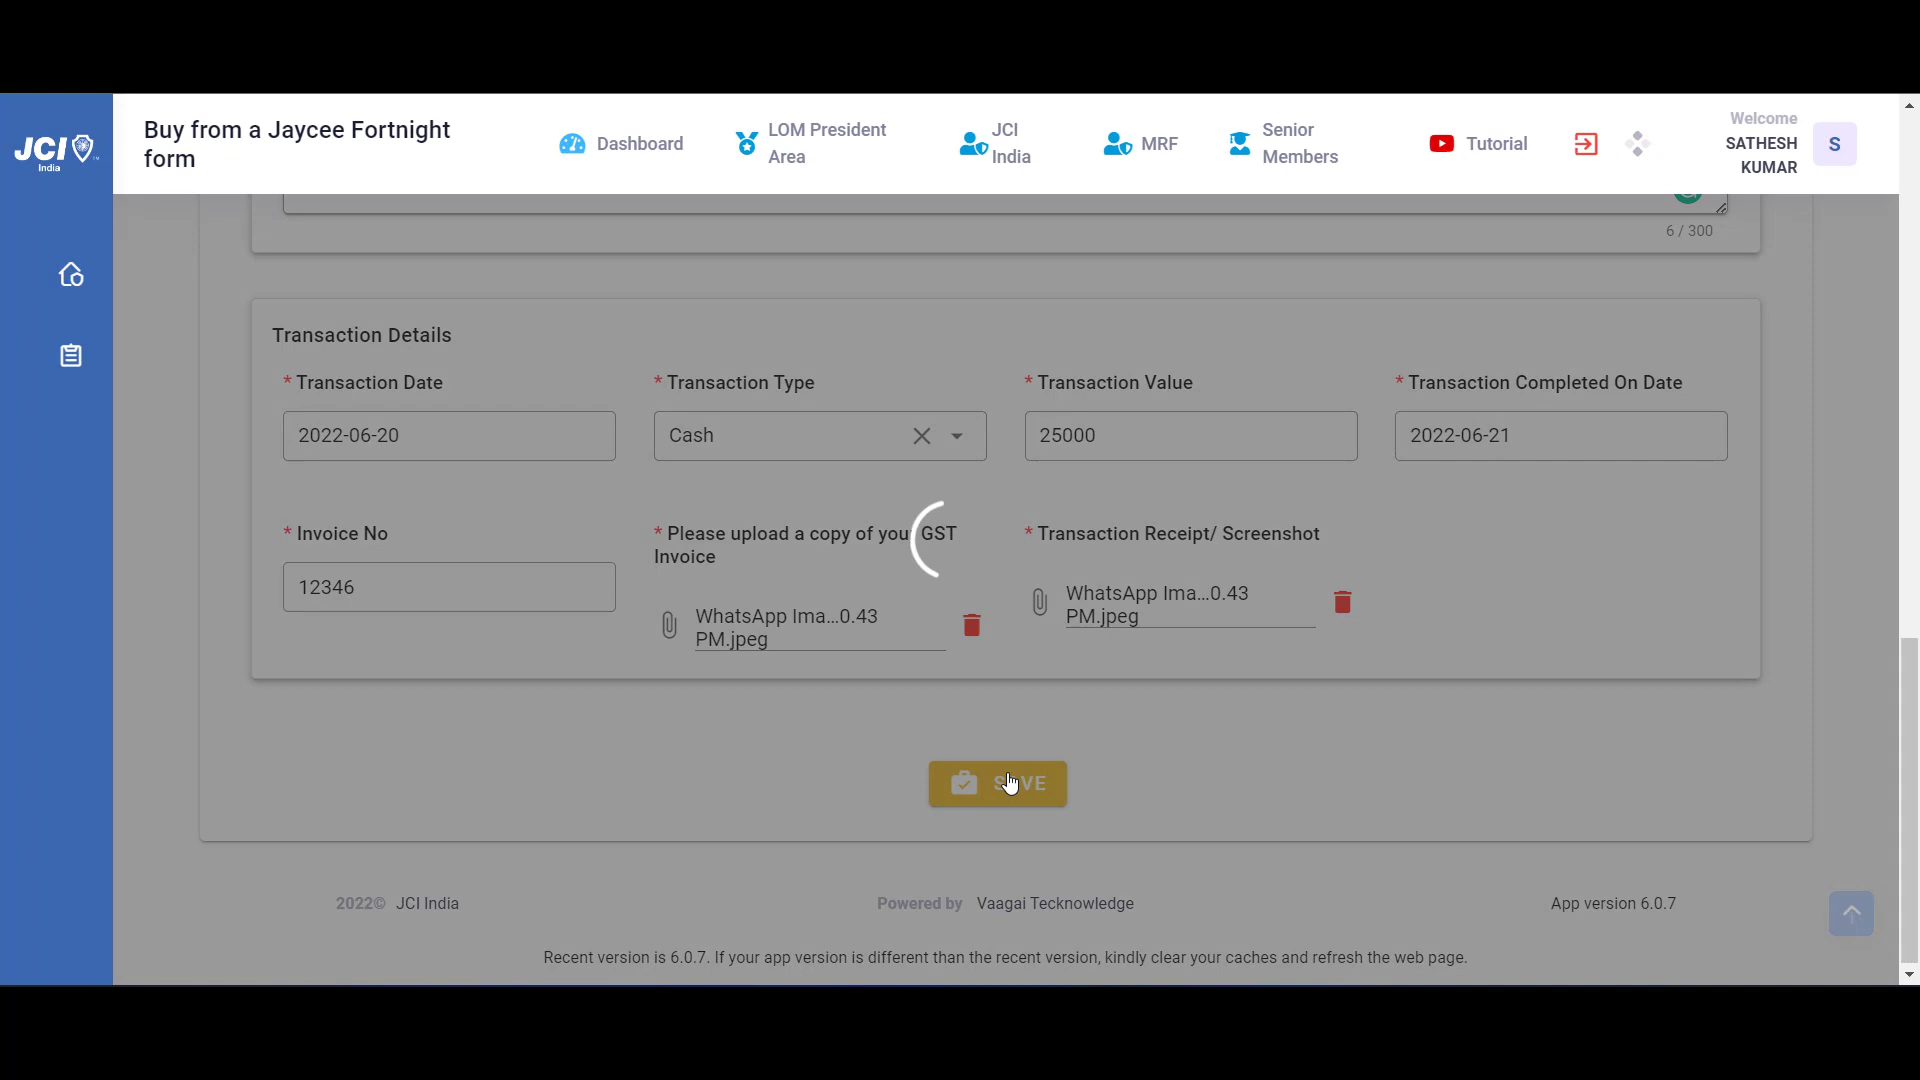 JCI
India
Buy from a Jaycee Fortnight
form
Dashboard
LOM President
Area
JCI
India
MRF
Senior
Members
Tutorial
Welcome
SATHESH
KUMAR
S
6 / 300
Transaction Details
* Transaction Date
* Transaction Type
* Transaction Value
* Transaction Completed On Date
2022-06-20
Cash
25000
2022-06-21
* Invoice No
* Please upload a copy of your GST
Invoice
* Transaction Receipt/ Screenshot
12346
WhatsApp Ima...0.43
PM.jpeg
WhatsApp Ima...0.43
PM.jpeg
SAVE
2022© JCI India
Powered by Vaagai Tecknowledge
App version 6.0.7
Recent version is 6.0.7. If your app version is different than the recent version, kindly clear your caches and refresh the web page.